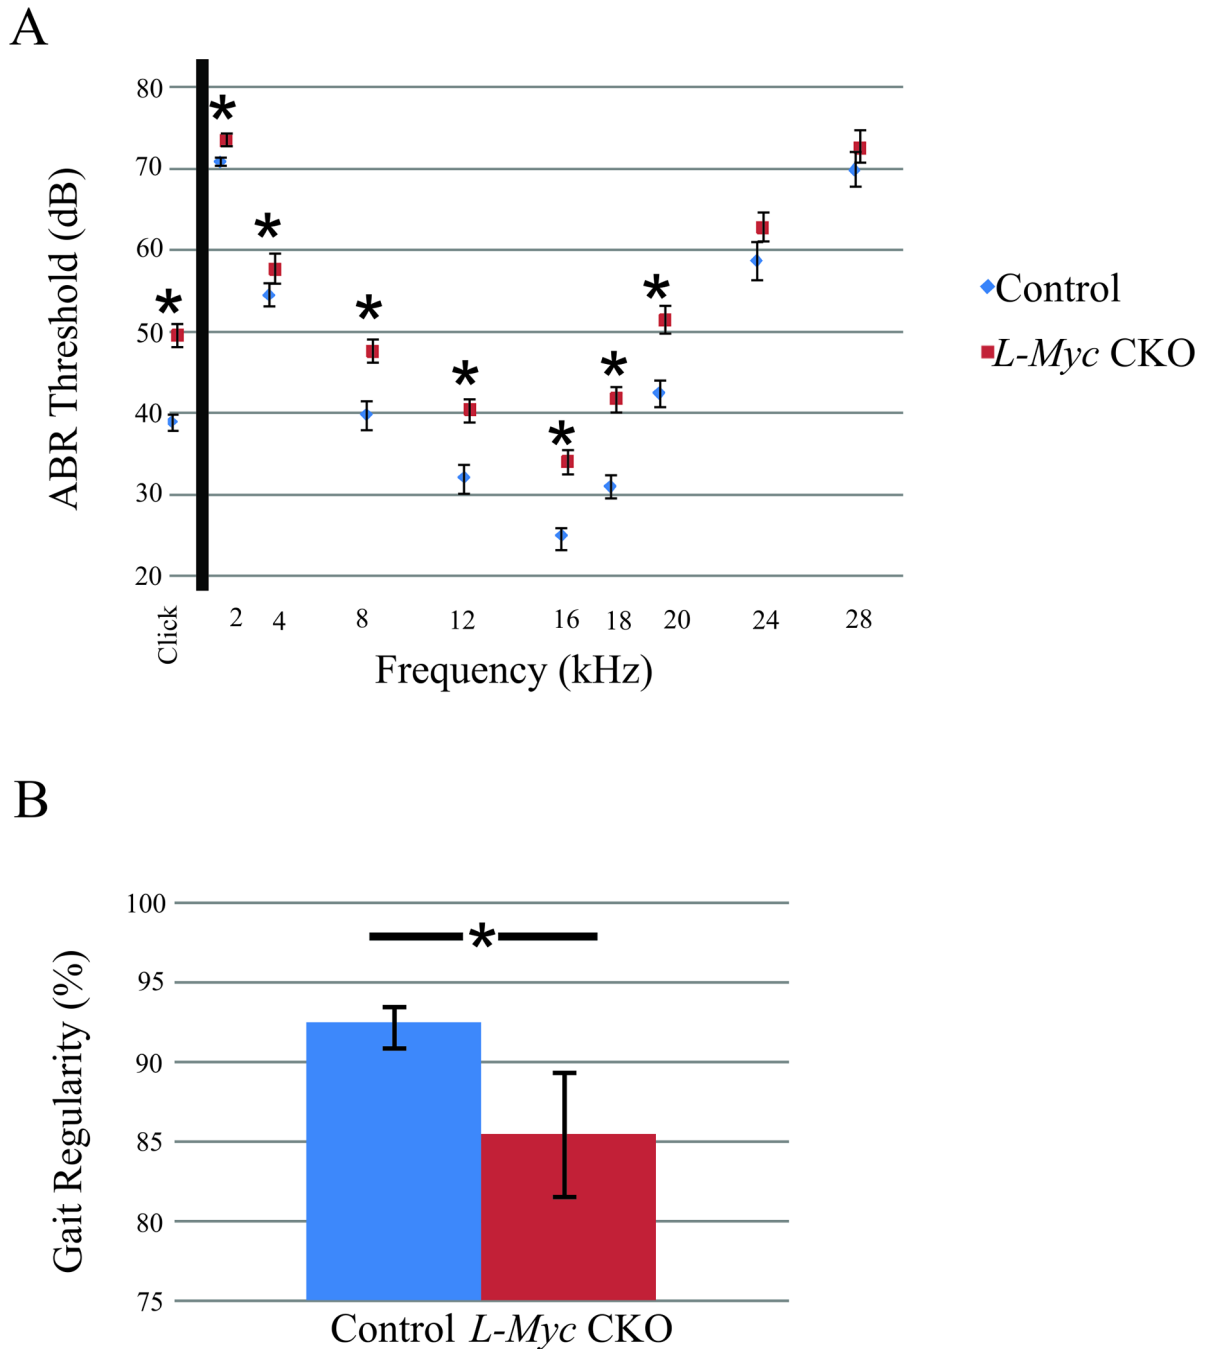 A
80
70
60
50
40
30
20
ABR Threshold (dB)
*
*
*
*
*
*
*
*
Control
L-Myc CKO
Click 2 4 8 12 16 18 20 24 28
Frequency (kHz)
B
100
95
90
85
80
75
Gait Regularity (%)
*
Control L-Myc CKO